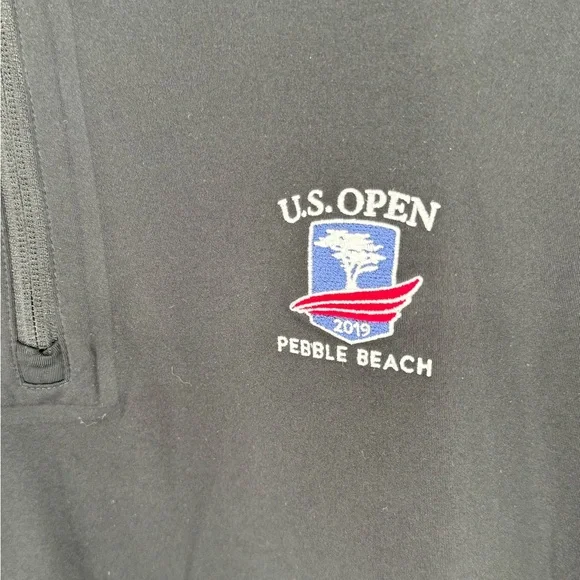 U.S. OPEN
2019
PEBBLE BEACH